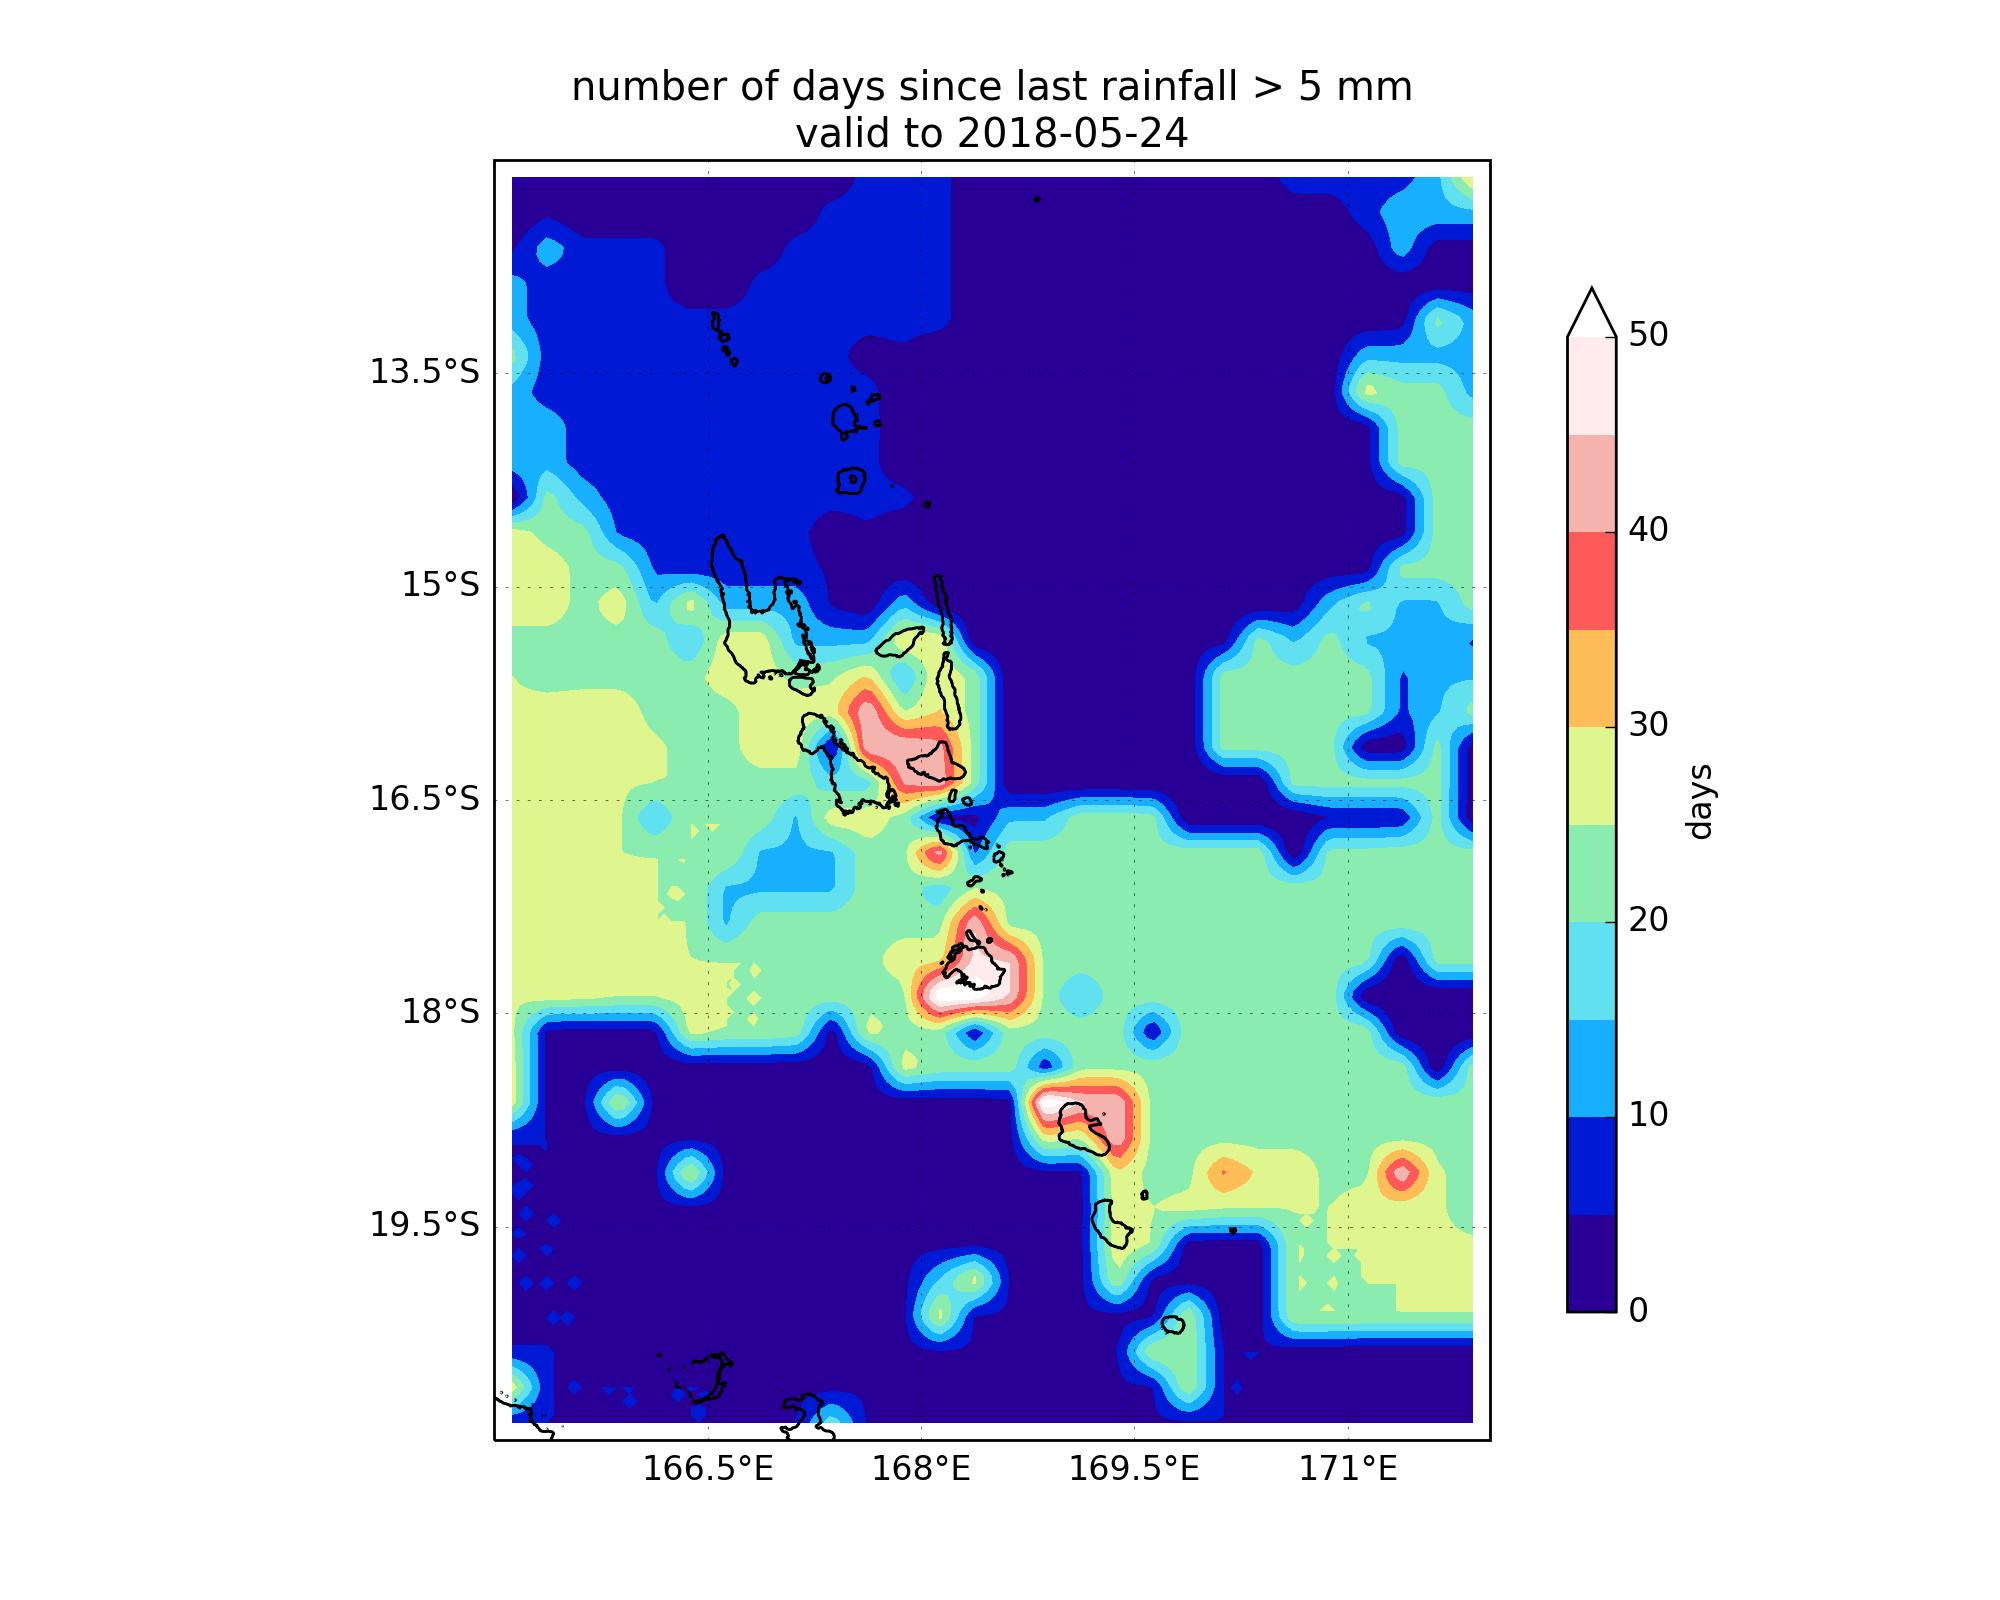 number of days since last rainfall > 5 mm
valid to 2018-05-24
13.5°S
15°S
16.5°S
18°S
19.5°S
166.5°E
168°E
169.5°E
171°E
50
40
30
20
10
0
days